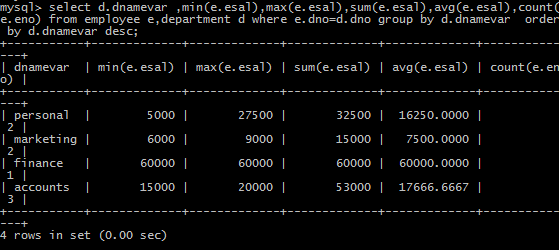 mysql> select d.dnamevar ,min(e.esal),max(e.esal),sum(e.esal),avg(e.esal),count(
e.eno) from employee e,department d where e.dno=d.dno group by d.dnamevar  order
 by d.dnamevar desc;
+-----------+-------------+-------------+-------------+-------------+-----------
---+
| dnamevar  | min(e.esal) | max(e.esal) | sum(e.esal) | avg(e.esal) | count(e.en
o) |
+-----------+-------------+-------------+-------------+-------------+-----------
---+
| personal  |        5000 |       27500 |       32500 |  16250.0000 |
 2 |
| marketing |        6000 |        9000 |       15000 |   7500.0000 |
 2 |
| finance   |       60000 |       60000 |       60000 |  60000.0000 |
 1 |
| accounts  |       15000 |       20000 |       53000 |  17666.6667 |
 3 |
+-----------+-------------+-------------+-------------+-------------+-----------
---+
4 rows in set (0.00 sec)